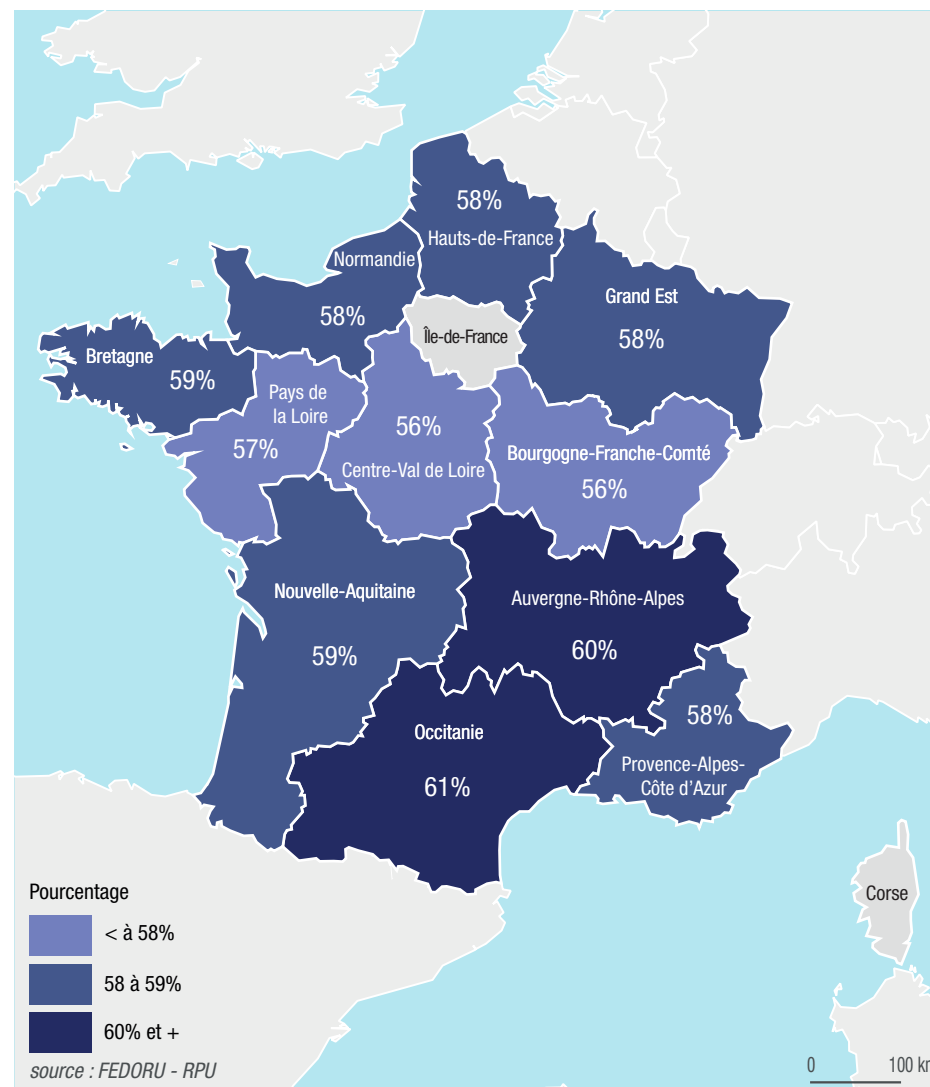 58%
Hauts-de-France
Normandie
58%
Grand Est
58%
Île-de-France
Bretagne
59%
Pays de
la Loire
57%
56%
Centre-Val de Loire
Bourgogne-Franche-Comté
56%
Nouvelle-Aquitaine
59%
Auvergne-Rhône-Alpes
60%
58%
Provence-Alpes-
Côte d'Azur
Occitanie
61%
Corse
Pourcentage
< à 58%
58 à 59%
60% et +
source : FEDORU - RPU
0 100 km